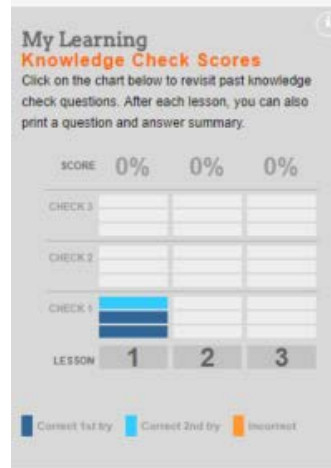 My Learning
Knowledge Check Scores
Click on the chart below to revisit past knowledge
check questions. After each lesson, you can also
print a question and answer summary.
SCORE 0% 0% 0%
CHECK 3
CHECK 2
CHECK 1
LESSON 1 2 3
Correct 1st try Correct 2nd try Incorrect